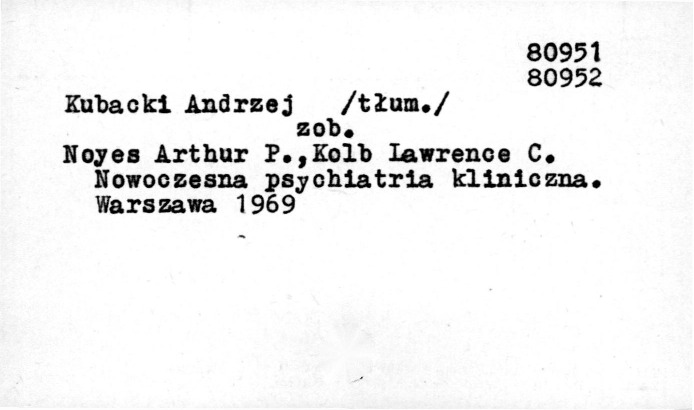 80951
80952
Kubacki Andrzej /tłum./
zob.
Noyes Arthur P.,Kolb Lawrence C.
Nowoczesna psychiatria kliniczna.
Warszawa 1969